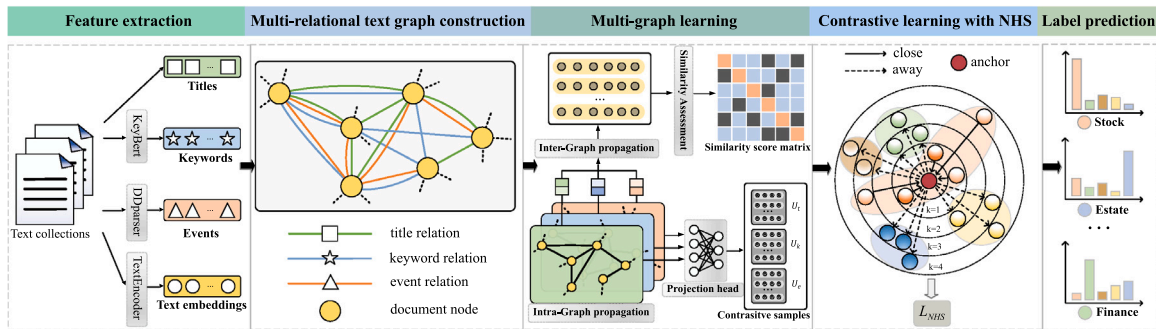 Feature extraction
Multi-relational text graph construction
Multi-graph learning
Contrastive learning with NHS
Label prediction
Titles
KeyBert
Keywords
DDparser
Events
Text collections
TextEncoder
Text embeddings
title relation
keyword relation
event relation
document node
Inter-Graph propagation
Similarity Assessment
Similarity score matrix
Intra-Graph propagation
Projection head
U_t
U_k
U_e
Contrasitve samples
close
away
anchor
k=1
k=2
k=3
k=4
L_NHS
Stock
Estate
...
Finance